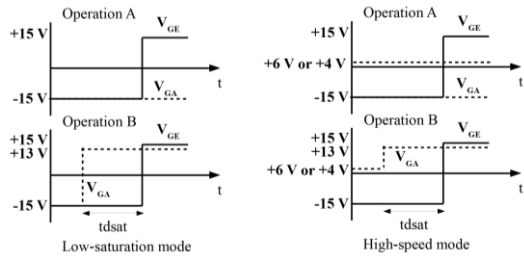 Operation A
+15 V
V_GE
V_GA
t
-15 V
Operation B
+15 V
+13 V
V_GE
V_GA
t
-15 V
tdsat
Low-saturation mode
Operation A
+15 V
V_GE
+6 V or +4 V
t
V_GA
-15 V
Operation B
+15 V
+13 V
V_GE
V_GA
+6 V or +4 V
t
-15 V
tdsat
High-speed mode